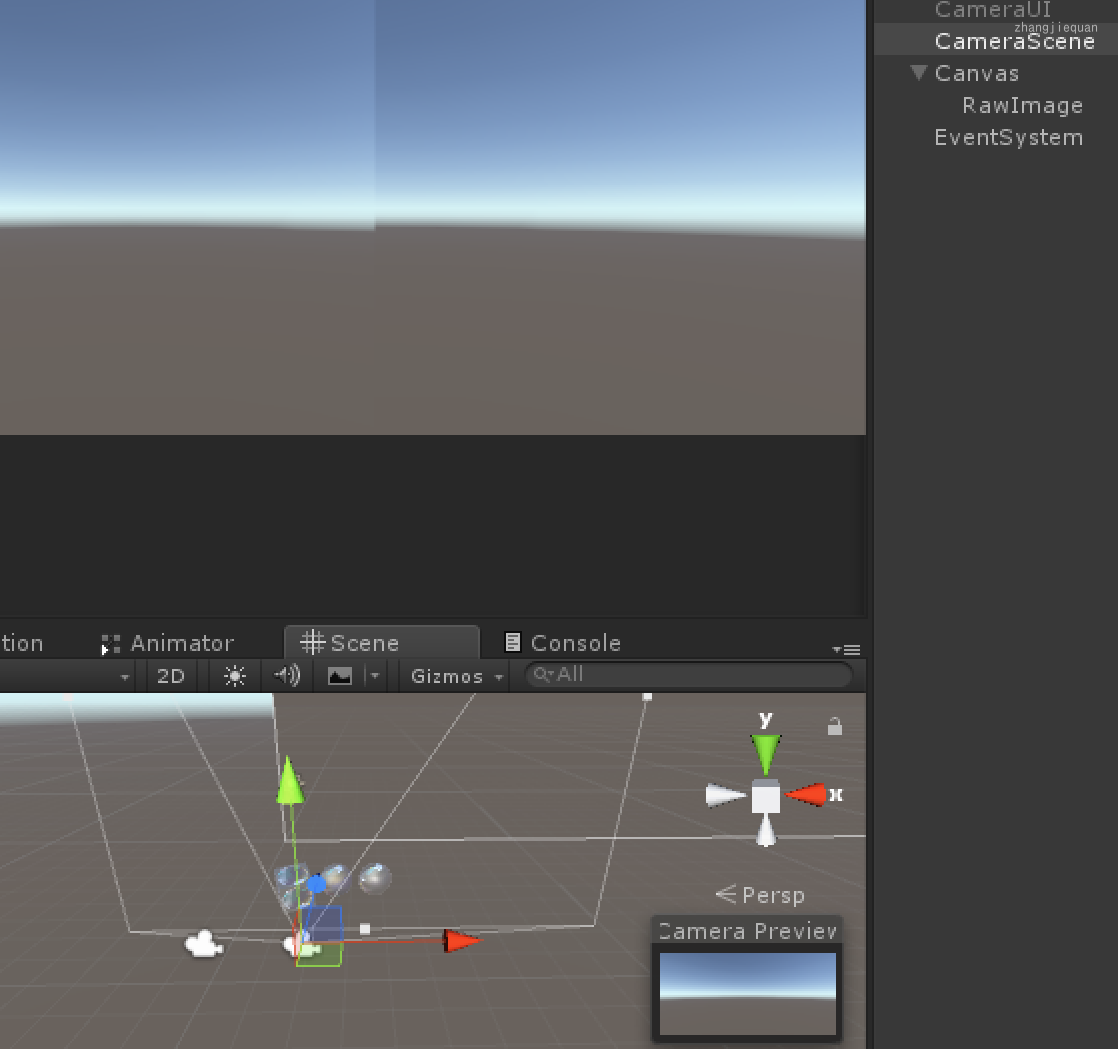 CameraUI
zhangjiequan
CameraScene
Canvas
RawImage
EventSystem
tion
Animator
Scene
Console
2D
Gizmos
All
y
x
Persp
Camera Preview